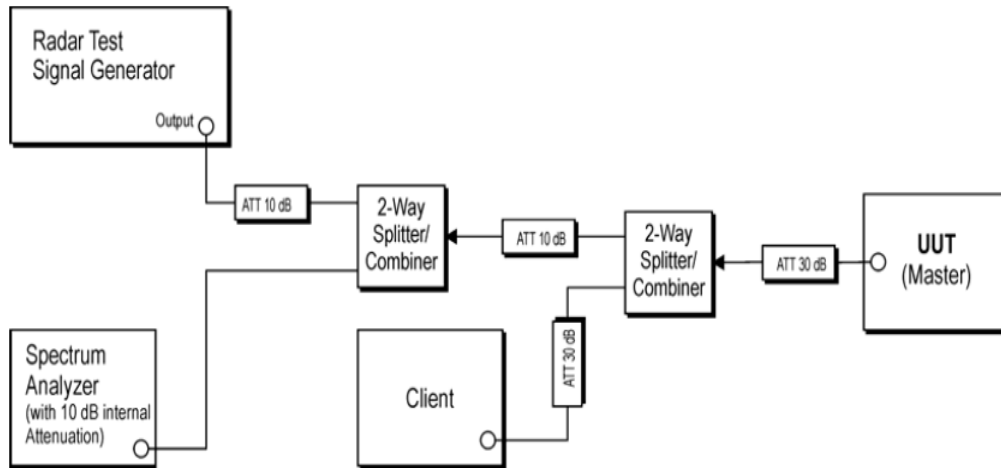 Radar Test
Signal Generator
Output
ATT 10 dB
2-Way
Splitter/
Combiner
ATT 10 dB
2-Way
Splitter/
Combiner
ATT 30 dB
UUT
(Master)
Spectrum
Analyzer
(with 10 dB internal
Attenuation)
Client
ATT 30 dB